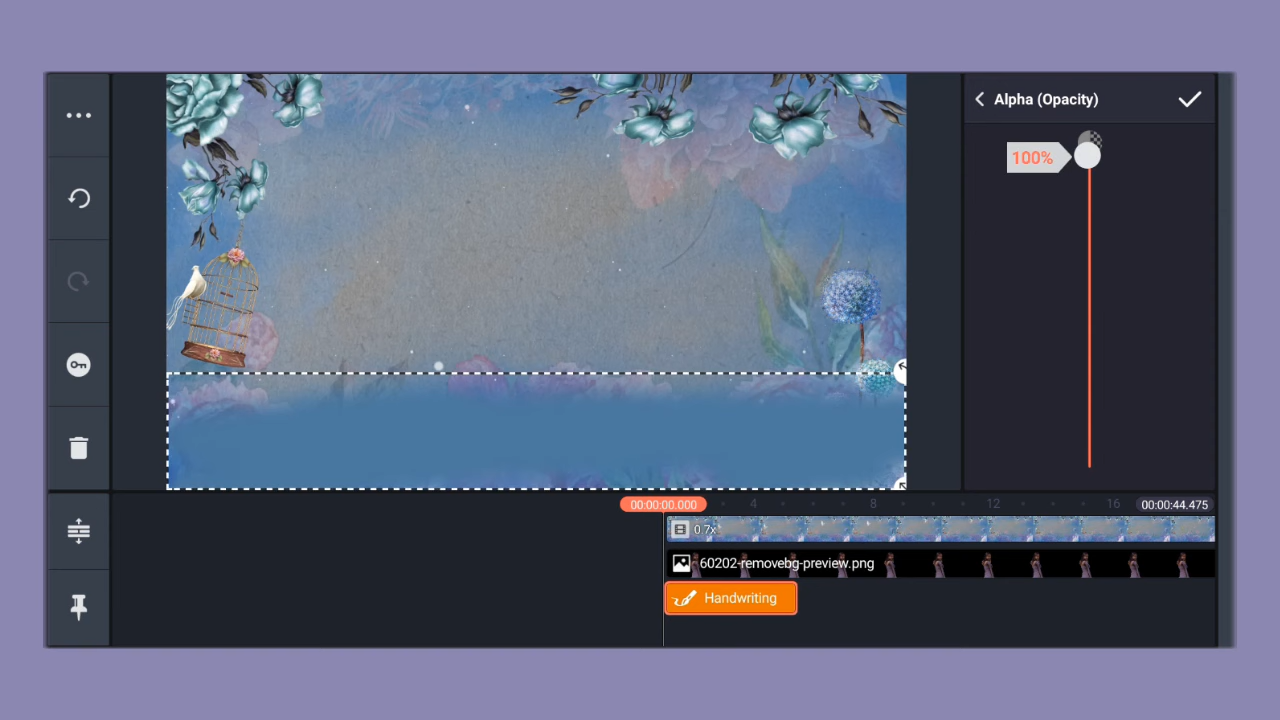 Alpha (Opacity)
100%
00:00:00.000
4
8
12
16
00:00:44.475
0.7x
60202-removebg-preview.png
Handwriting